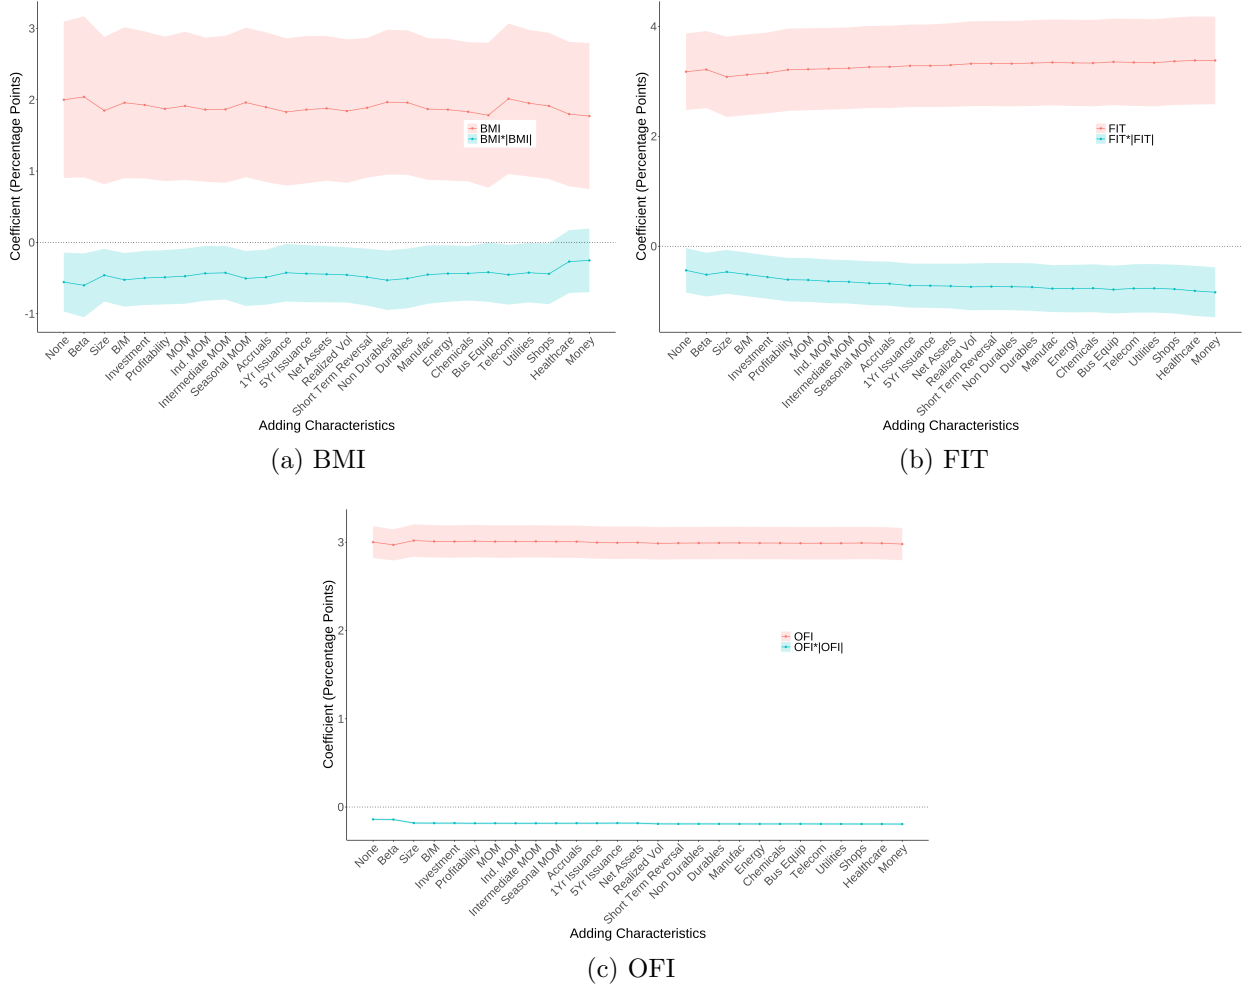 Coefficient (Percentage Points)
3
2
1
0
-1
BMI
BMI*|BMI|
None
Beta
Size
B/M
Investment
Profitability
MOM
Ind. MOM
Intermediate MOM
Seasonal MOM
Accruals
1Yr Issuance
5Yr Issuance
Net Assets
Realized Vol
Short Term Reversal
Non Durables
Durables
Manufac
Energy
Chemicals
Bus Equip
Telecom
Utilities
Shops
Healthcare
Money
Adding Characteristics
(a) BMI
Coefficient (Percentage Points)
4
2
0
FIT
FIT*|FIT|
None
Beta
Size
B/M
Investment
Profitability
MOM
Ind. MOM
Intermediate MOM
Seasonal MOM
Accruals
1Yr Issuance
5Yr Issuance
Net Assets
Realized Vol
Short Term Reversal
Non Durables
Durables
Manufac
Energy
Chemicals
Bus Equip
Telecom
Utilities
Shops
Healthcare
Money
Adding Characteristics
(b) FIT
Coefficient (Percentage Points)
3
2
1
0
OFI
OFI*|OFI|
None
Beta
Size
B/M
Investment
Profitability
MOM
Ind. MOM
Intermediate MOM
Seasonal MOM
Accruals
1Yr Issuance
5Yr Issuance
Net Assets
Realized Vol
Short Term Reversal
Non Durables
Durables
Manufac
Energy
Chemicals
Bus Equip
Telecom
Utilities
Shops
Healthcare
Money
Adding Characteristics
(c) OFI